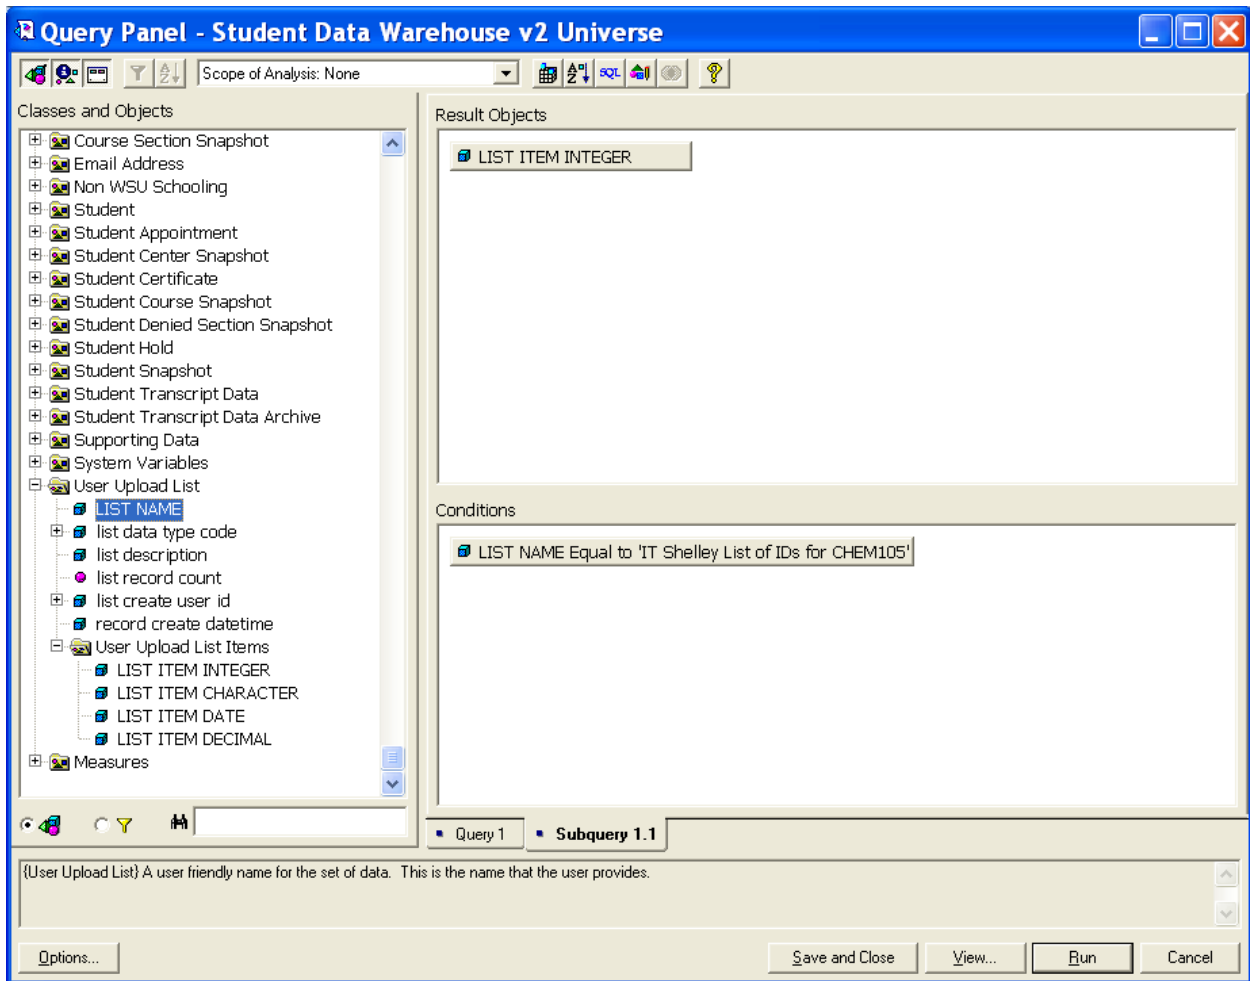 Query Panel - Student Data Warehouse v2 Universe
Scope of Analysis: None
SQL
Classes and Objects
Course Section Snapshot
Email Address
Non WSU Schooling
Student
Student Appointment
Student Center Snapshot
Student Certificate
Student Course Snapshot
Student Denied Section Snapshot
Student Hold
Student Snapshot
Student Transcript Data
Student Transcript Data Archive
Supporting Data
System Variables
User Upload List
LIST NAME
list data type code
list description
list record count
list create user id
record create datetime
User Upload List Items
LIST ITEM INTEGER
LIST ITEM CHARACTER
LIST ITEM DATE
LIST ITEM DECIMAL
Measures
Result Objects
LIST ITEM INTEGER
Conditions
LIST NAME Equal to 'IT Shelley List of IDs for CHEM105'
Query 1
Subquery 1.1
{User Upload List} A user friendly name for the set of data.  This is the name that the user provides.
Options...
Save and Close
View...
Run
Cancel